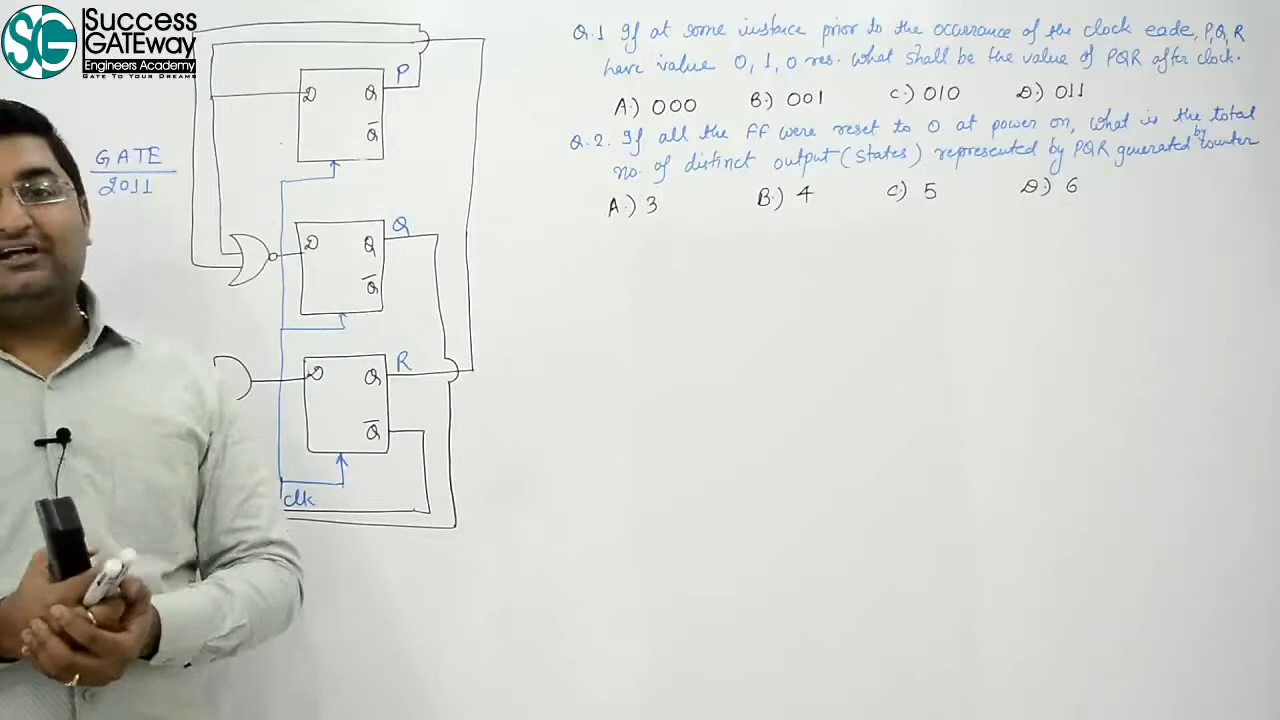 Success
GATEway
Engineers Academy
GATE TO YOUR DREAMS
SG
GATE
2011
D Q P
Q̅
D Q Q
Q̅
D Q R
Q̅
clk
Q.1 If at some instance prior to the occurance of the clock eade, P,Q,R
have value 0, 1, 0 res. what shall be the value of PQR after clock.
A.) 000 B.) 001 C.) 010 D.) 011
Q.2. If all the FF were reset to 0 at power on, what is the total
no. of distinct output (states) represented by PQR generated by counter
A.) 3 B.) 4 C.) 5 D.) 6